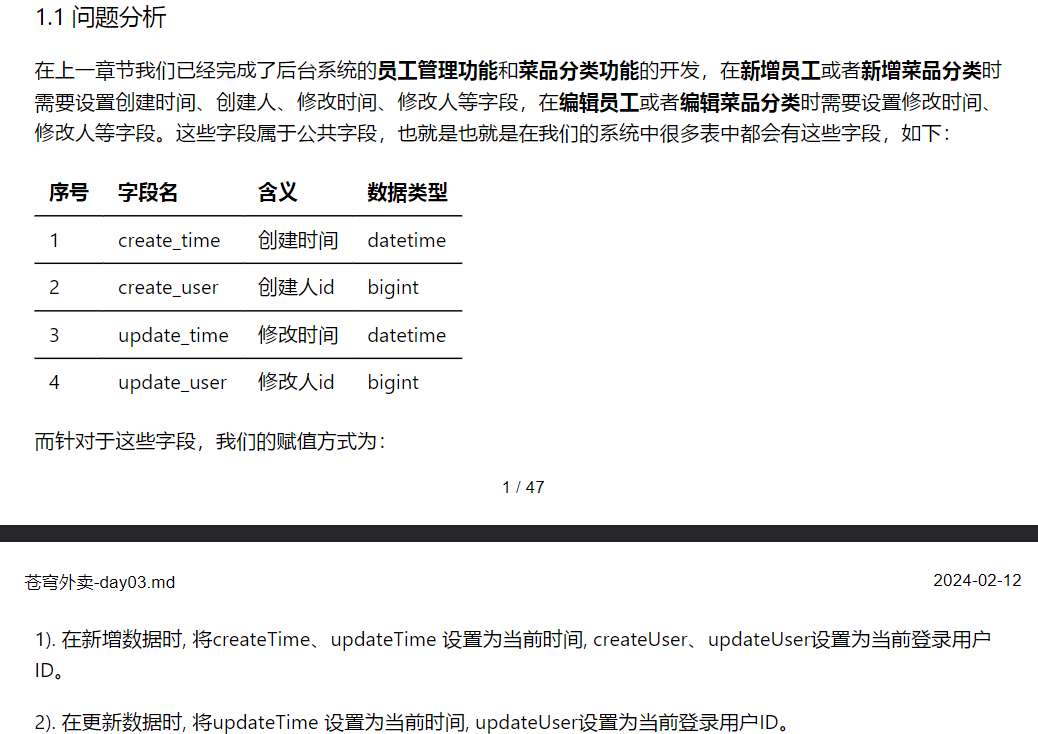 1.1 问题分析
在上一章节我们已经完成了后台系统的员工管理功能和菜品分类功能的开发，在新增员工或者新增菜品分类时
需要设置创建时间、创建人、修改时间、修改人等字段，在编辑员工或者编辑菜品分类时需要设置修改时间、
修改人等字段。这些字段属于公共字段，也就是也就是在我们的系统中很多表中都会有这些字段，如下：
序号 字段名 含义 数据类型
1 create_time 创建时间 datetime
2 create_user 创建人id bigint
3 update_time 修改时间 datetime
4 update_user 修改人id bigint
而针对于这些字段，我们的赋值方式为：
1 / 47
苍穹外卖-day03.md 2024-02-12
1). 在新增数据时, 将createTime、updateTime 设置为当前时间, createUser、updateUser设置为当前登录用户
ID。
2). 在更新数据时, 将updateTime 设置为当前时间, updateUser设置为当前登录用户ID。